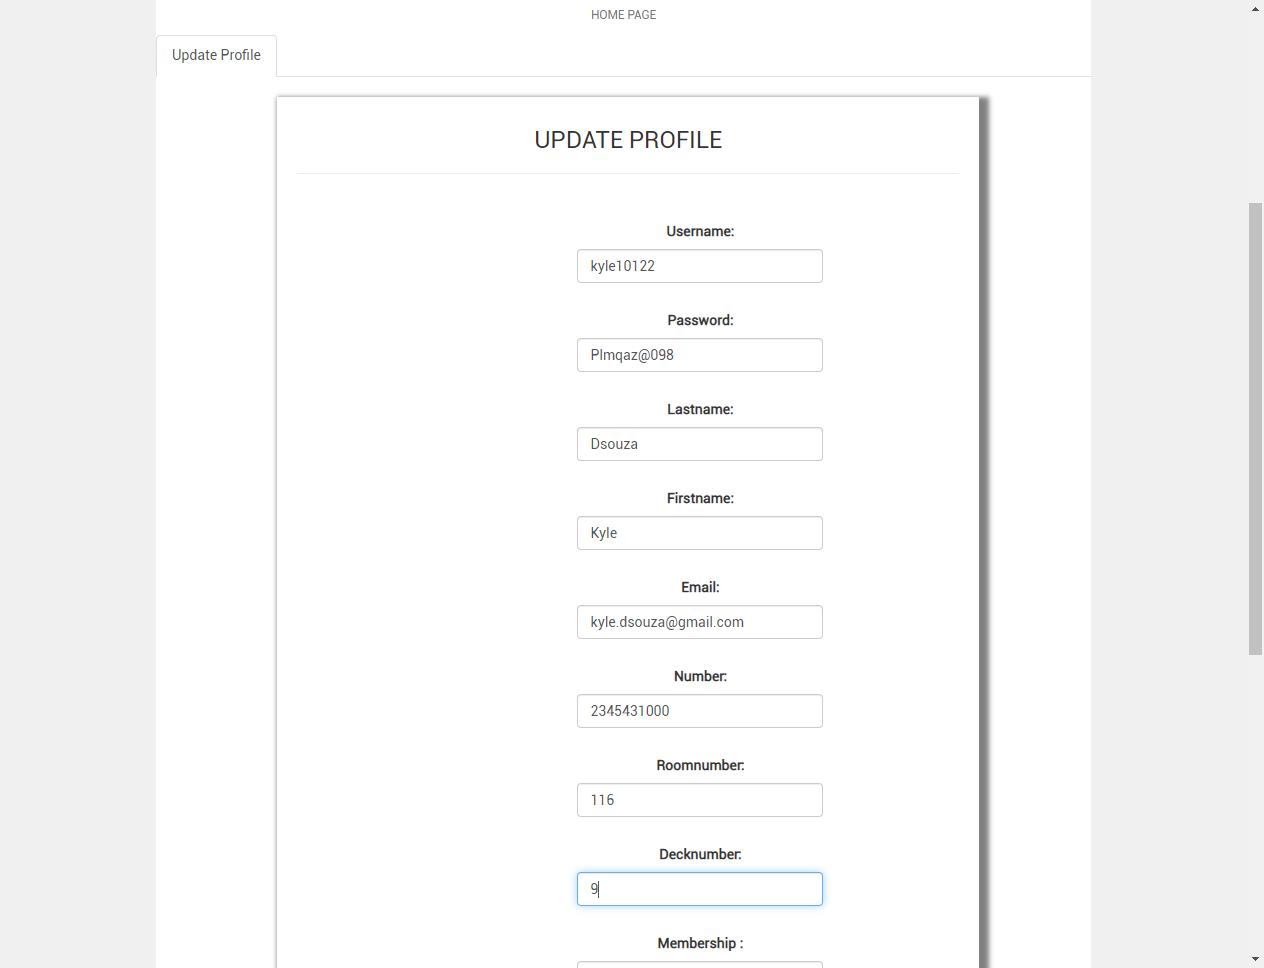 HOME PAGE
Update Profile
UPDATE PROFILE
Username:
kyle10122
Password:
Plmqaz@098
Lastname:
Dsouza
Firstname:
Kyle
Email:
kyle.dsouza@gmail.com
Number:
2345431000
Roomnumber:
116
Decknumber:
9
Membership :